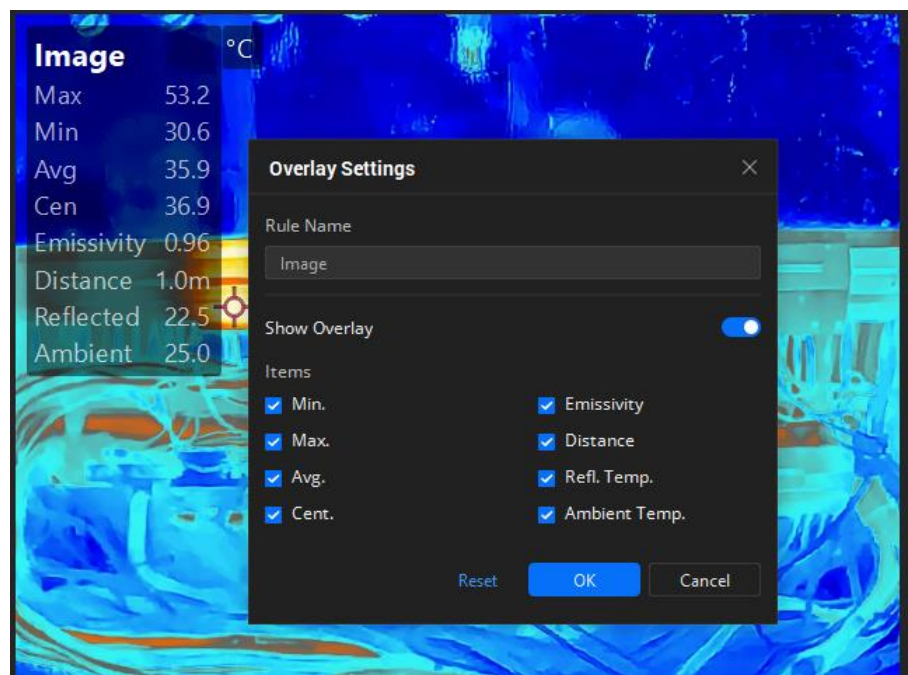 Image °C
Max 53.2
Min 30.6
Avg 35.9
Cen 36.9
Emissivity 0.96
Distance 1.0m
Reflected 22.5
Ambient 25.0
Overlay Settings
Rule Name
Image
Show Overlay
Items
Min. Emissivity
Max. Distance
Avg. Refl. Temp.
Cent. Ambient Temp.
Reset OK Cancel